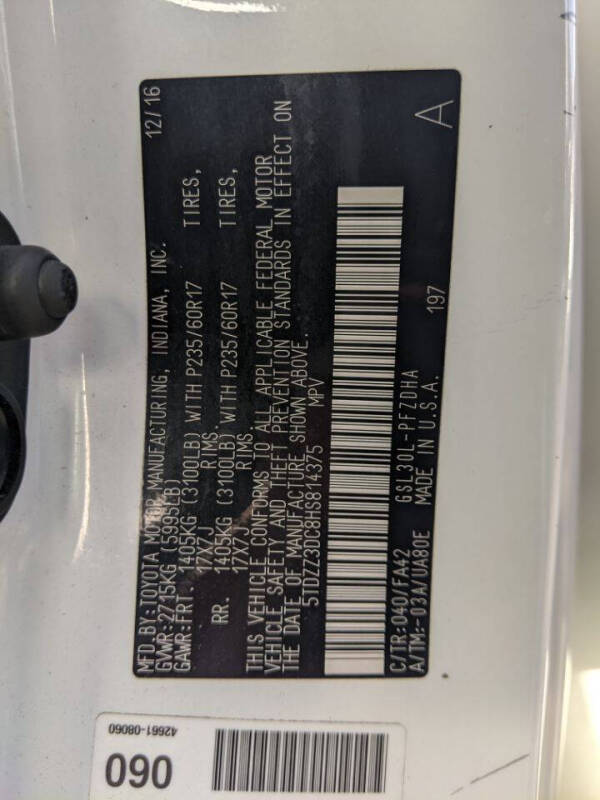 MFD.BY:TOYOTA MOTOR MANUFACTURING, INDIANA, INC. 12/16
GVWR:2715KG (5995LB)
GAWR:FRT. 1405KG (3100LB) WITH P235/60R17 TIRES,
17X7J RIMS.
RR. 1405KG (3100LB) WITH P235/60R17 TIRES,
17X7J RIMS
THIS VEHICLE CONFORMS TO ALL APPLICABLE FEDERAL MOTOR
VEHICLE SAFETY AND THEFT PREVENTION STANDARDS IN EFFECT ON
THE DATE OF MANUFACTURE SHOWN ABOVE.
5TDZZ3DC8HS814375 MPV
C/TR:040/FA42 GSL30L-PFZDHA 197 A
A/TM:-03A/UA80E MADE IN U.S.A.
42661-08060
060